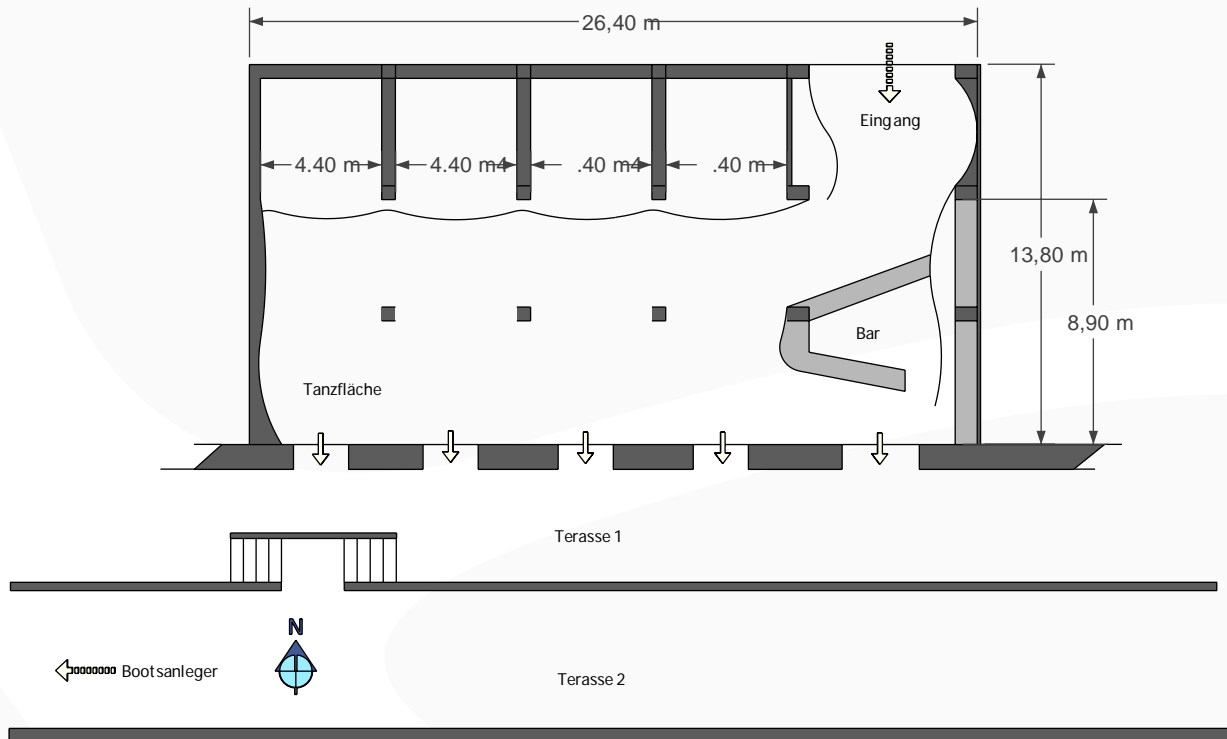 26,40 m
Eingang
4.40 m 4.40 m4 .40 m4 .40 m
13,80 m
8,90 m
Bar
Tanzfläche
Terasse 1
N
Bootsanleger
Terasse 2